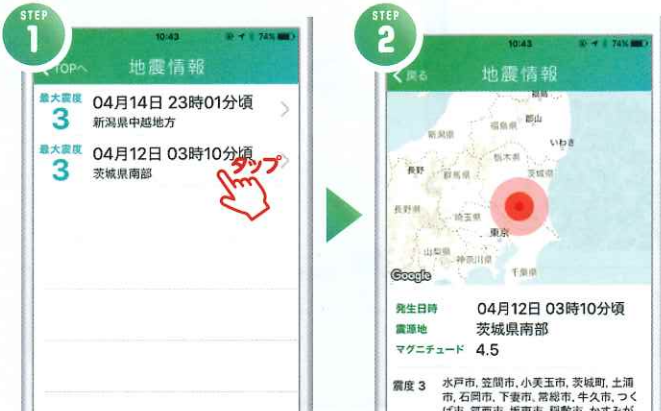 STEP
1
10:43
74%
TOPへ
地震情報
最大震度
3
04月14日 23時01分頃
新潟県中越地方
最大震度
3
04月12日 03時10分頃
茨城県南部
タップ
STEP
2
10:43
74%
戻る
地震情報
福島
郡山
福島県
新潟県
いわき
栃木県
長野
群馬県
茨城県
長野県
埼玉県
東京
山梨県
神奈川県
千葉県
Google
発生日時 04月12日 03時10分頃
震源地 茨城県南部
マグニチュード 4.5
震度 3 水戸市, 笠間市, 小美玉市, 茨城町, 土浦
市, 石岡市, 下妻市, 常総市, 牛久市, つく